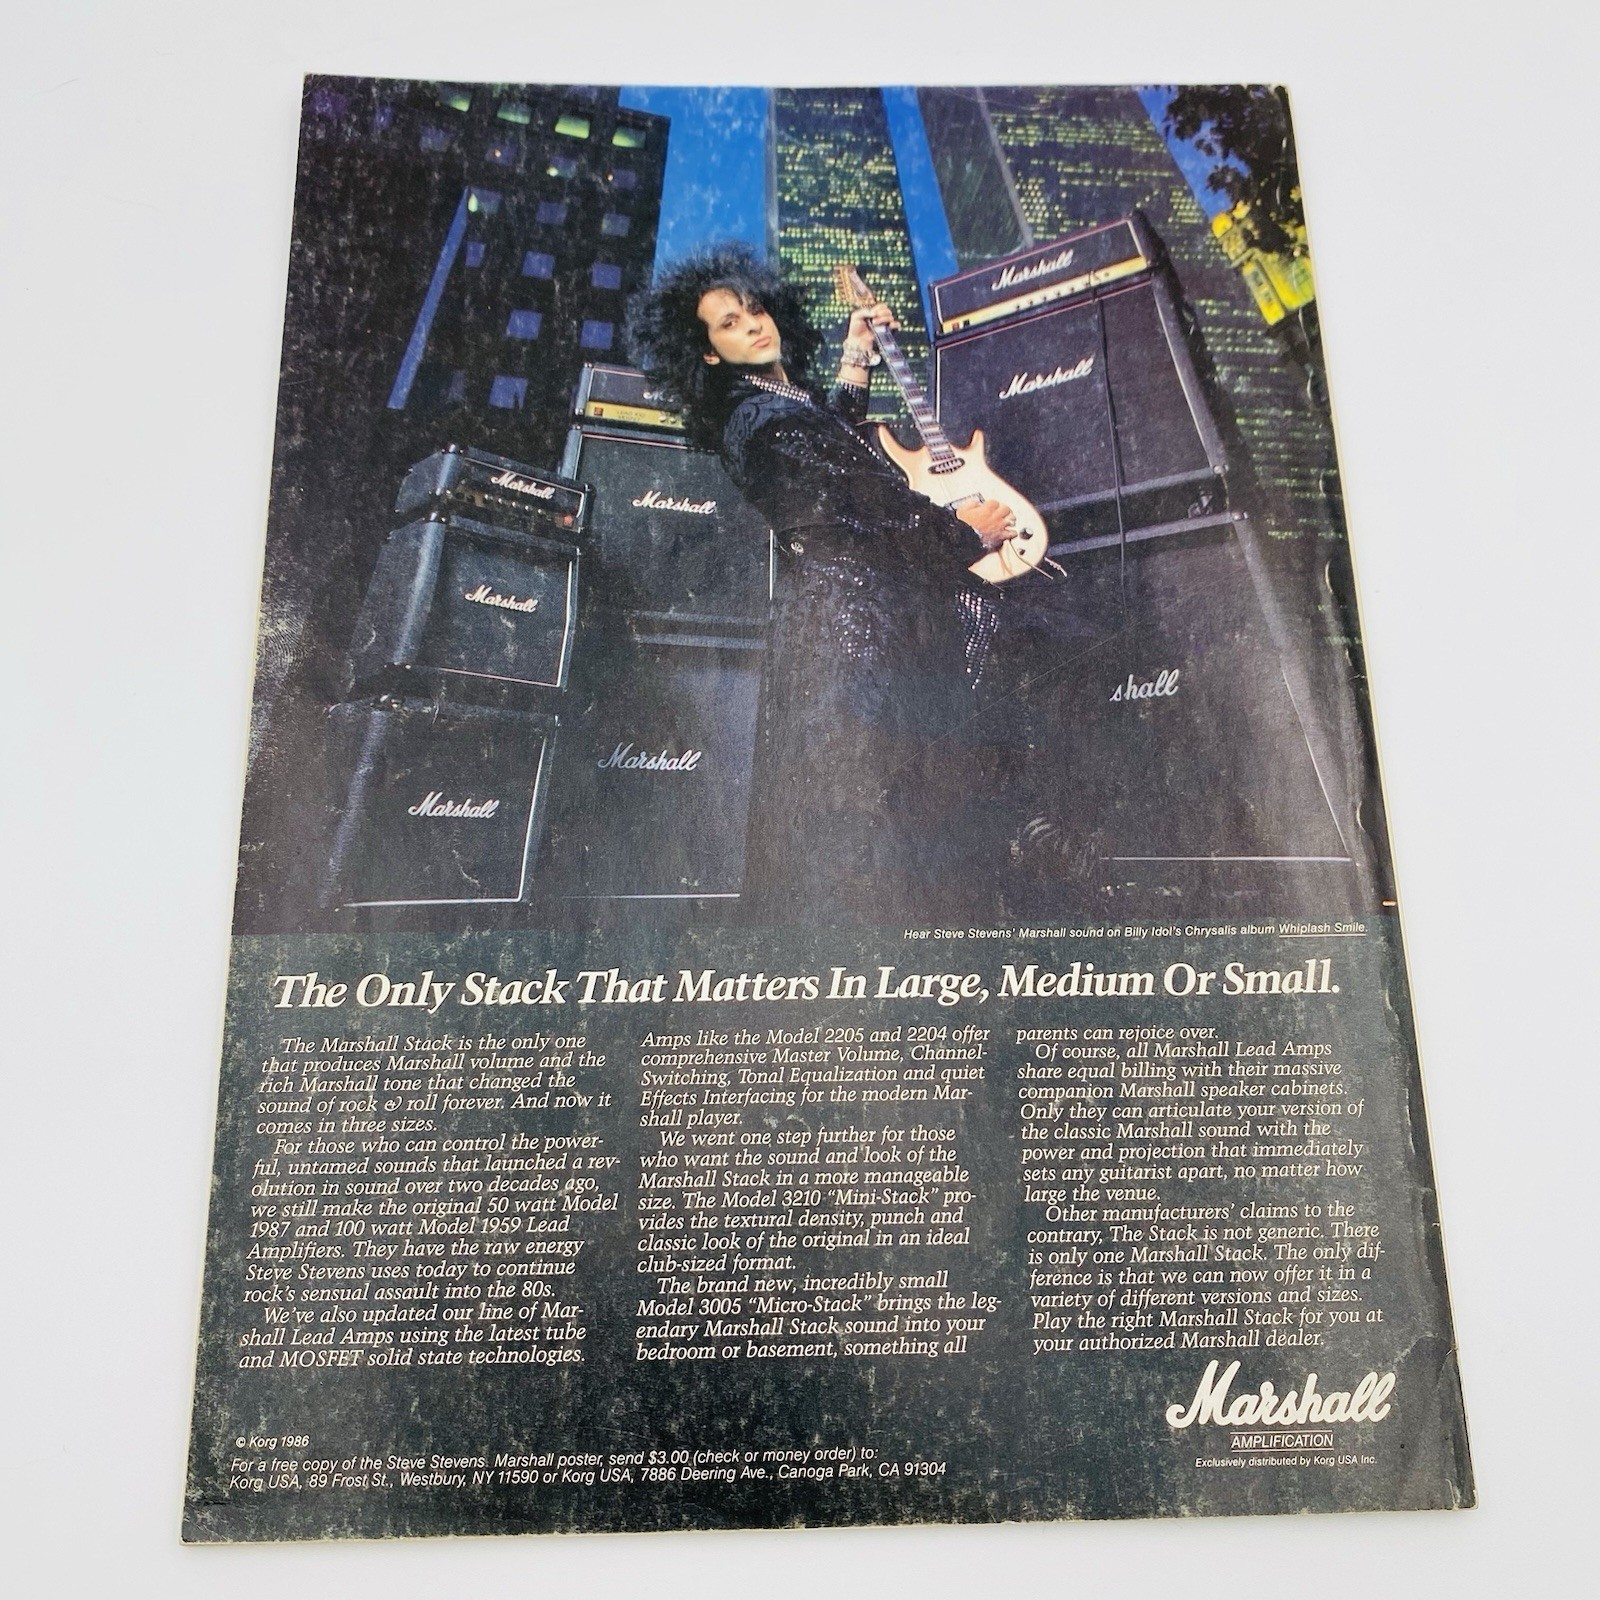 Marshall
Marshall
Marshall
Marshall
Marshall
Marshall
Marshall
shall
Hear Steve Stevens' Marshall sound on Billy Idol's Chrysalis album Whiplash Smile.
The Only Stack That Matters In Large, Medium Or Small.
The Marshall Stack is the only one
that produces Marshall volume and the
rich Marshall tone that changed the
sound of rock & roll forever. And now it
comes in three sizes.
For those who can control the power-
ful, untamed sounds that launched a rev-
olution in sound over two decades ago,
we still make the original 50 watt Model
1987 and 100 watt Model 1959 Lead
Amplifiers. They have the raw energy
Steve Stevens uses today to continue
rock's sensual assault into the 80s.
We've also updated our line of Mar-
shall Lead Amps using the latest tube
and MOSFET solid state technologies.
Amps like the Model 2205 and 2204 offer
comprehensive Master Volume, Channel-
Switching, Tonal Equalization and quiet
Effects Interfacing for the modern Mar-
shall player.
We went one step further for those
who want the sound and look of the
Marshall Stack in a more manageable
size. The Model 3210 "Mini-Stack" pro-
vides the textural density, punch and
classic look of the original in an ideal
club-sized format.
The brand new, incredibly small
Model 3005 "Micro-Stack" brings the leg-
endary Marshall Stack sound into your
bedroom or basement, something all
parents can rejoice over.
Of course, all Marshall Lead Amps
share equal billing with their massive
companion Marshall speaker cabinets.
Only they can articulate your version of
the classic Marshall sound with the
power and projection that immediately
sets any guitarist apart, no matter how
large the venue.
Other manufacturers' claims to the
contrary, The Stack is not generic. There
is only one Marshall Stack. The only dif-
ference is that we can now offer it in a
variety of different versions and sizes.
Play the right Marshall Stack for you at
your authorized Marshall dealer.
Marshall
AMPLIFICATION
Exclusively distributed by Korg USA Inc.
© Korg 1986
For a free copy of the Steve Stevens Marshall poster, send $3.00 (check or money order) to:
Korg USA, 89 Frost St., Westbury, NY 11590 or Korg USA, 7886 Deering Ave., Canoga Park, CA 91304